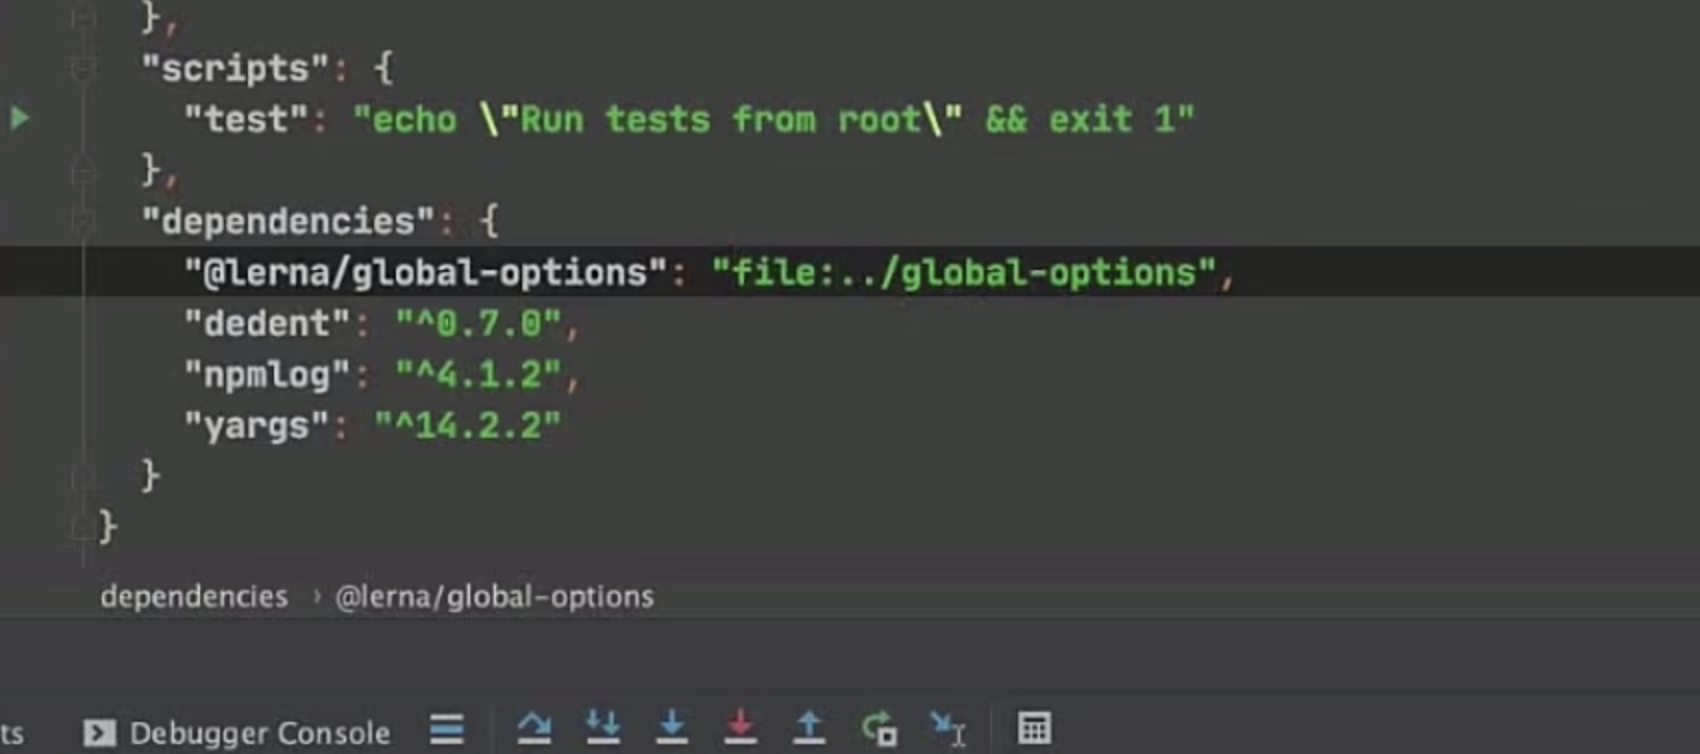 },
"scripts": {
"test": "echo \"Run tests from root\" && exit 1"
},
"dependencies": {
"@lerna/global-options": "file:../global-options",
"dedent": "^0.7.0",
"npmlog": "^4.1.2",
"yargs": "^14.2.2"
}
}
dependencies › @lerna/global-options
ts Debugger Console